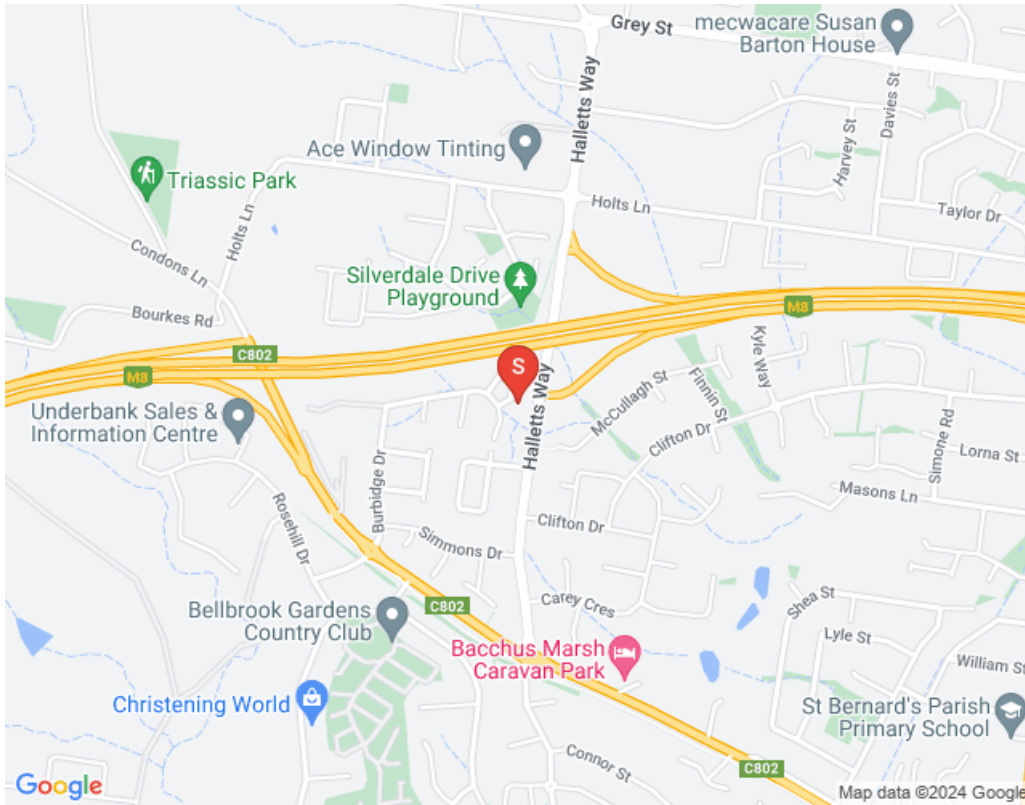 Grey St
mecwacare Susan
Barton House
Halletts Way
Davies St
Harvey St
Ace Window Tinting
Triassic Park
Holts Ln
Holts Ln
Taylor Dr
Condons Ln
Silverdale Drive
Playground
Bourkes Rd
M8
C802
M8
S
Kyle Way
Underbank Sales &
Information Centre
Halletts Way
McCullagh St
Finnin St
Clifton Dr
Simone Rd
Lorna St
Burbidge Dr
Masons Ln
Rosehill Dr
Clifton Dr
Simmons Dr
Bellbrook Gardens
Country Club
C802
Carey Cres
Shea St
Lyle St
Bacchus Marsh
Caravan Park
William St
Christening World
St Bernard's Parish
Primary School
Connor St
C802
Google
Map data ©2024 Google